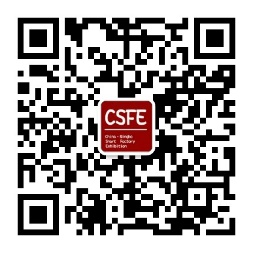 CSFE
China - Ningbo
Smart Factory
Exhibition